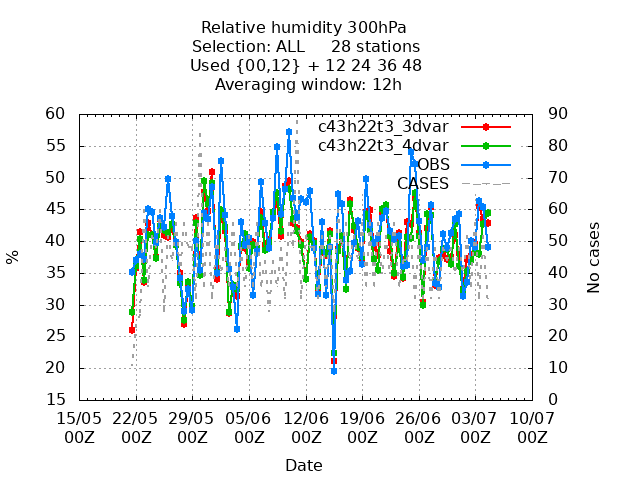 Relative humidity 300hPa
Selection: ALL 28 stations
Used {00,12} + 12 24 36 48
Averaging window: 12h
60 90
c43h22t3_3dvar
55 80
c43h22t3_4dvar
OBS
50 70
CASES
45 60
40 50
% No cases
35 40
30 30
25 20
20 10
15 0
15/05 22/05 29/05 05/06 12/06 19/06 26/06 03/07 10/07
00Z 00Z 00Z 00Z 00Z 00Z 00Z 00Z 00Z
Date